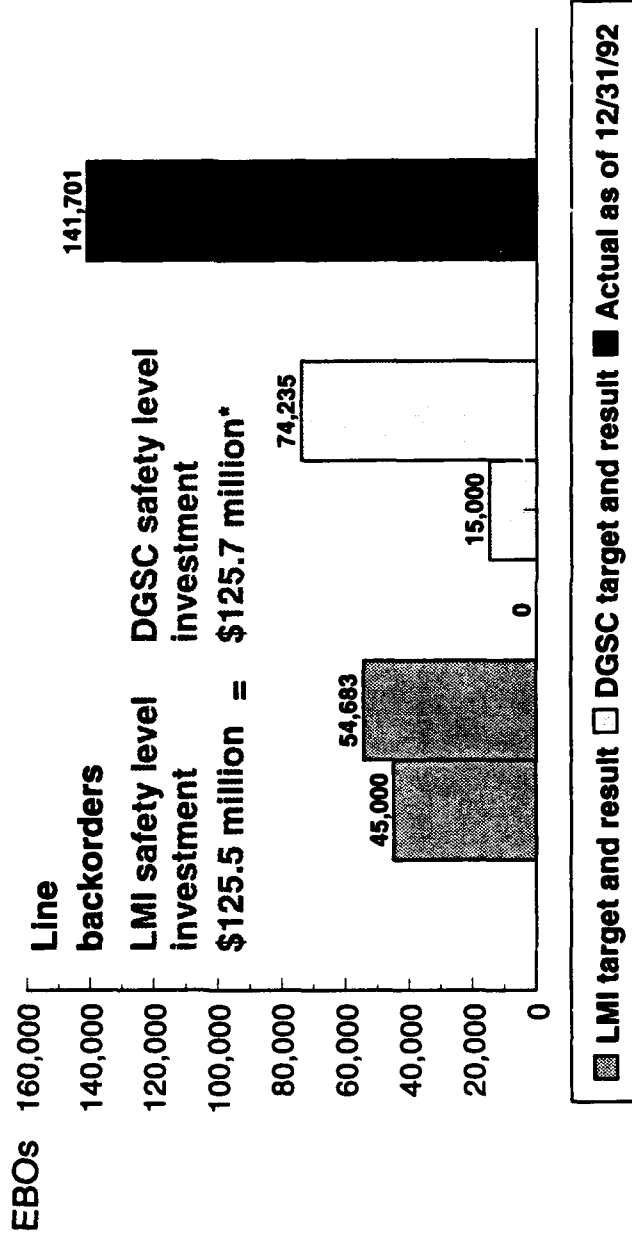 EBOs
160,000
140,000
120,000
100,000
80,000
60,000
40,000
20,000
0
Line
backorders
LMI safety level
investment
$125.5 million =
DGSC safety level
investment
$125.7 million*
45,000
54,683
0
15,000
74,235
141,701
LMI target and result DGSC target and result Actual as of 12/31/92